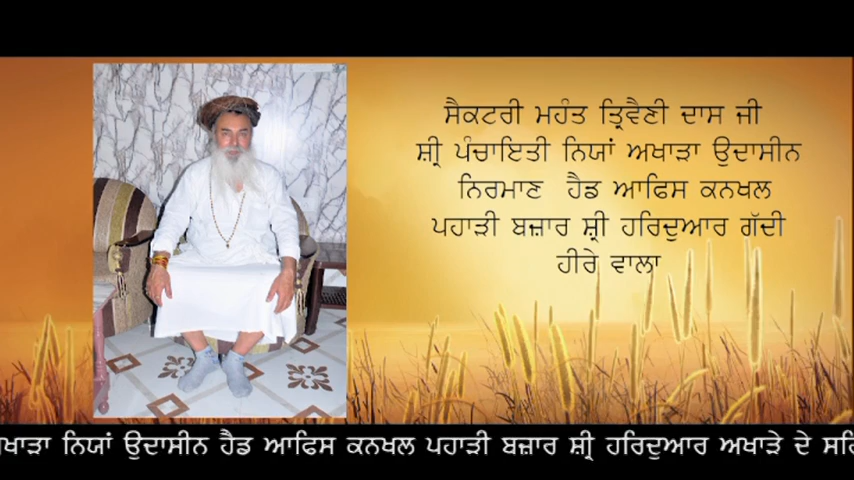 ਸੈਕਟਰੀ ਮਹੰਤ ਤ੍ਰਿਵੈਣੀ ਦਾਸ ਜੀ
ਸ਼੍ਰੀ ਪੰਚਾਇਤੀ ਨਿਯਾਂ ਅਖਾੜਾ ਉਦਾਸੀਨ
ਨਿਰਮਾਣ ਹੈਡ ਆਫਿਸ ਕਨਖਲ
ਪਹਾੜੀ ਬਜ਼ਾਰ ਸ਼੍ਰੀ ਹਰਿਦੁਆਰ ਗੱਦੀ
ਹੀਰੇ ਵਾਲਾ
ਨਿਯਾਂ ਉਦਾਸੀਨ ਹੈਡ ਆਫਿਸ ਕਨਖਲ ਪਹਾੜੀ ਬਜ਼ਾਰ ਸ਼੍ਰੀ ਹਰਿਦੁਆਰ ਅਖਾੜੇ ਦੇ